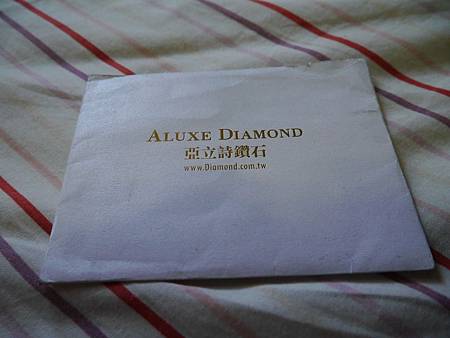 ALUXE DIAMOND
亞立詩鑽石
www.Diamond.com.tw